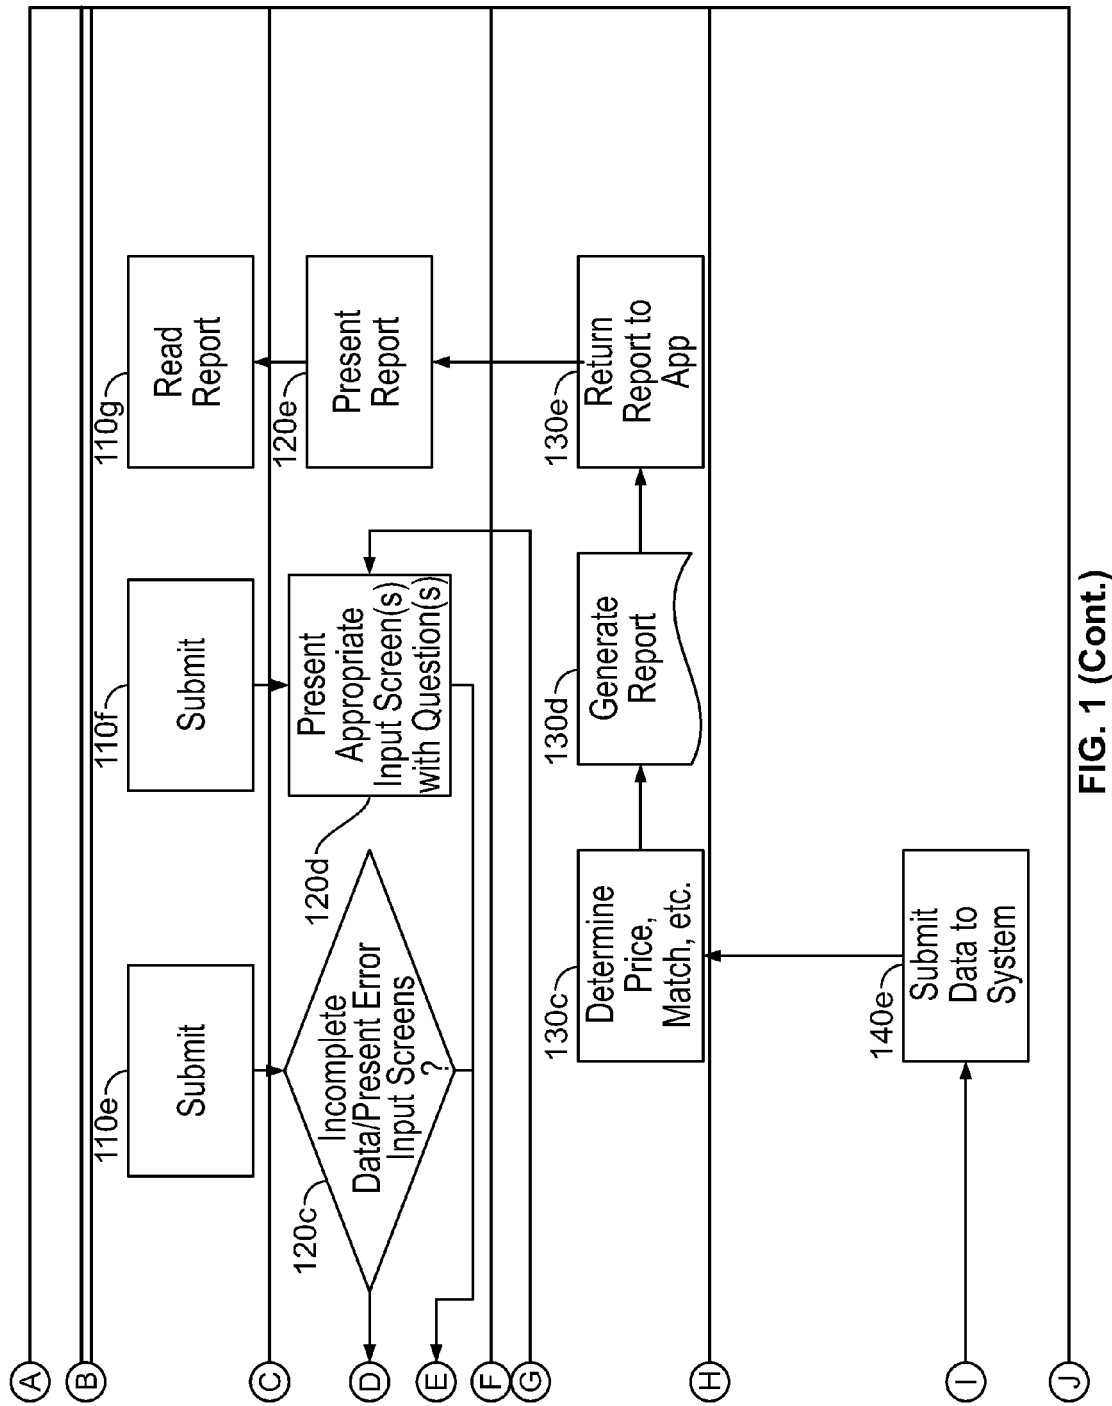 A
B
C
D
E
F
G
H
I
J
110e
Submit
110f
Submit
110g
Read
Report
120c
Incomplete
Data/Present Error
Input Screens
?
120d
Present
Appropriate
Input Screen(s)
with Question(s)
120e
Present
Report
130c
Determine
Price,
Match, etc.
130d
Generate
Report
130e
Return
Report to
App
140e
Submit
Data to
System
FIG. 1 (Cont.)